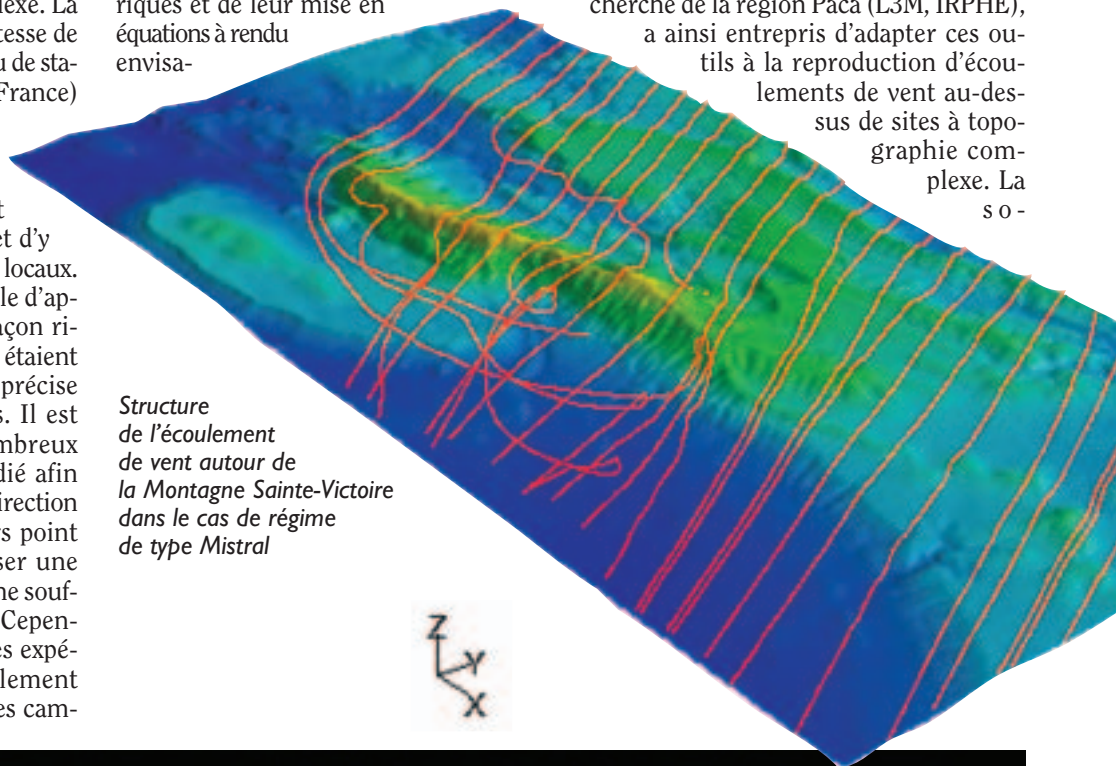 lexe. La
tesse de
u de sta-
France)
t
et d'y
locaux.
le d'ap-
açon ri-
étaient
précise
s. Il est
mbreux
dié afin
irection
rs point
ser une
ne souf-
Cepen-
es expé-
lement
es cam-
riques et de leur mise en
équations à rendu
envisa-
cherche de la région Paca (L3M, IRPHE),
a ainsi entrepris d'adapter ces ou-
tils à la reproduction d'écou-
lements de vent au-des-
sus de sites à topo-
graphie com-
plexe. La
so-
Structure
de l'écoulement
de vent autour de
la Montagne Sainte-Victoire
dans le cas de régime
de type Mistral
Z
Y
X